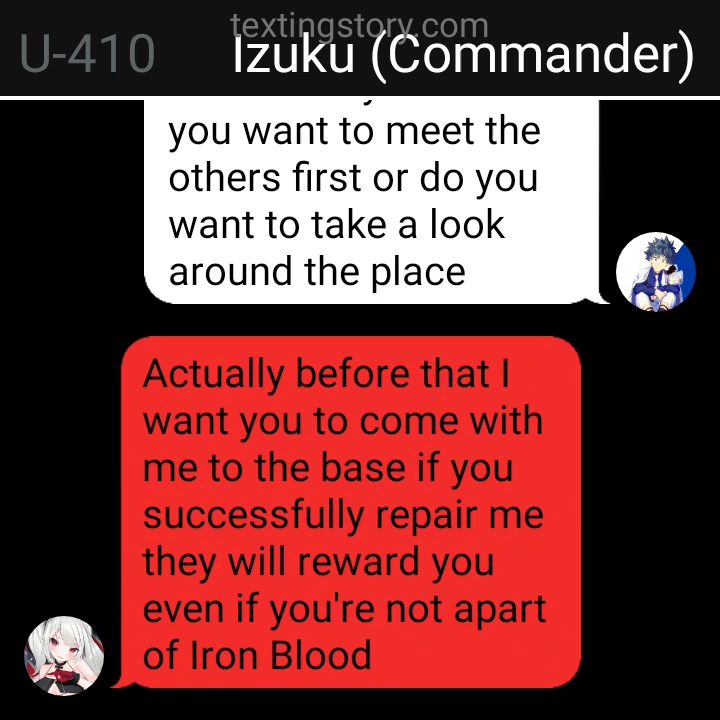 textingstory.com
U-410
Izuku (Commander)
you want to meet the
others first or do you
want to take a look
around the place
Actually before that I
want you to come with
me to the base if you
successfully repair me
they will reward you
even if you're not apart
of Iron Blood